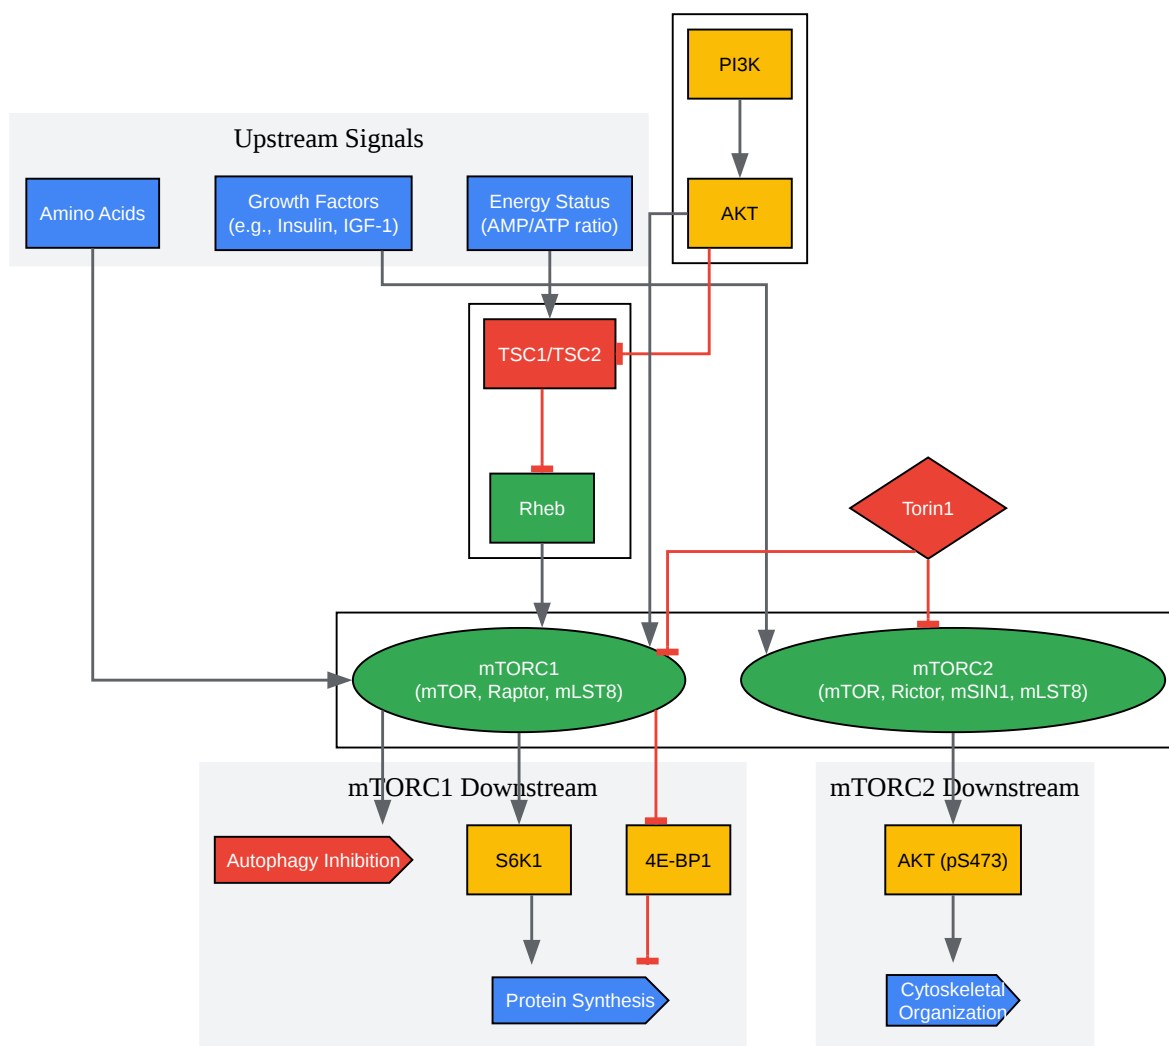 PI3K
Upstream Signals
Amino Acids
Growth Factors
(e.g., Insulin, IGF-1)
Energy Status
(AMP/ATP ratio)
AKT
TSC1/TSC2
Rheb
Torin1
mTORC1
(mTOR, Raptor, mLST8)
mTORC2
(mTOR, Rictor, mSIN1, mLST8)
mTORC1 Downstream
mTORC2 Downstream
Autophagy Inhibition
S6K1
4E-BP1
AKT (pS473)
Protein Synthesis
Cytoskeletal
Organization